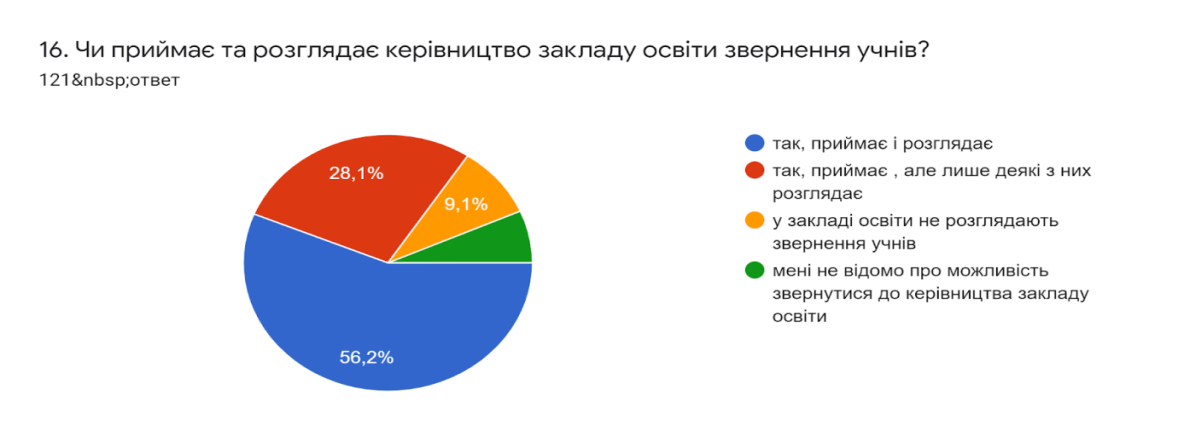 16. Чи приймає та розглядає керівництво закладу освіти звернення учнів?
121&nbsp;ответ
28,1%
9,1%
56,2%
так, приймає і розглядає
так, приймає , але лише деякі з них
розглядає
у закладі освіти не розглядають
звернення учнів
мені не відомо про можливість
звернутися до керівництва закладу
освіти